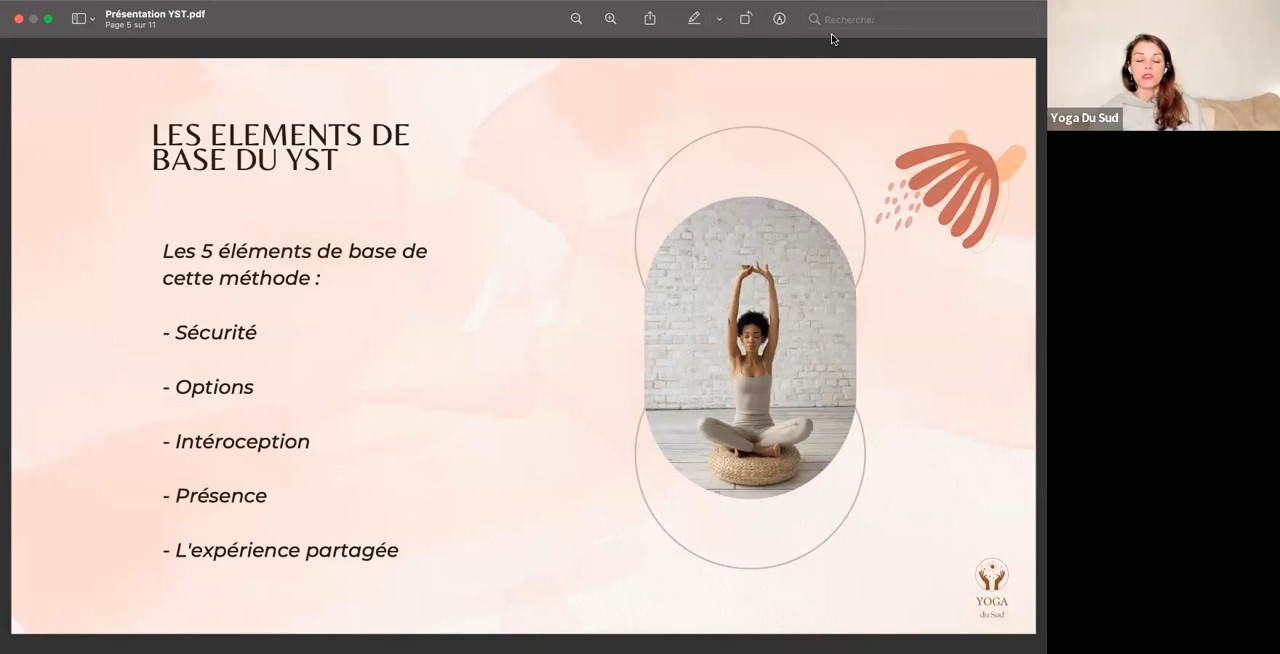 Présentation YST.pdf
Page 5 sur 11
Rechercher
Yoga Du Sud
LES ELEMENTS DE
BASE DU YST
Les 5 éléments de base de
cette méthode :
- Sécurité
- Options
- Intéroception
- Présence
- L'expérience partagée
YOGA
du Sud